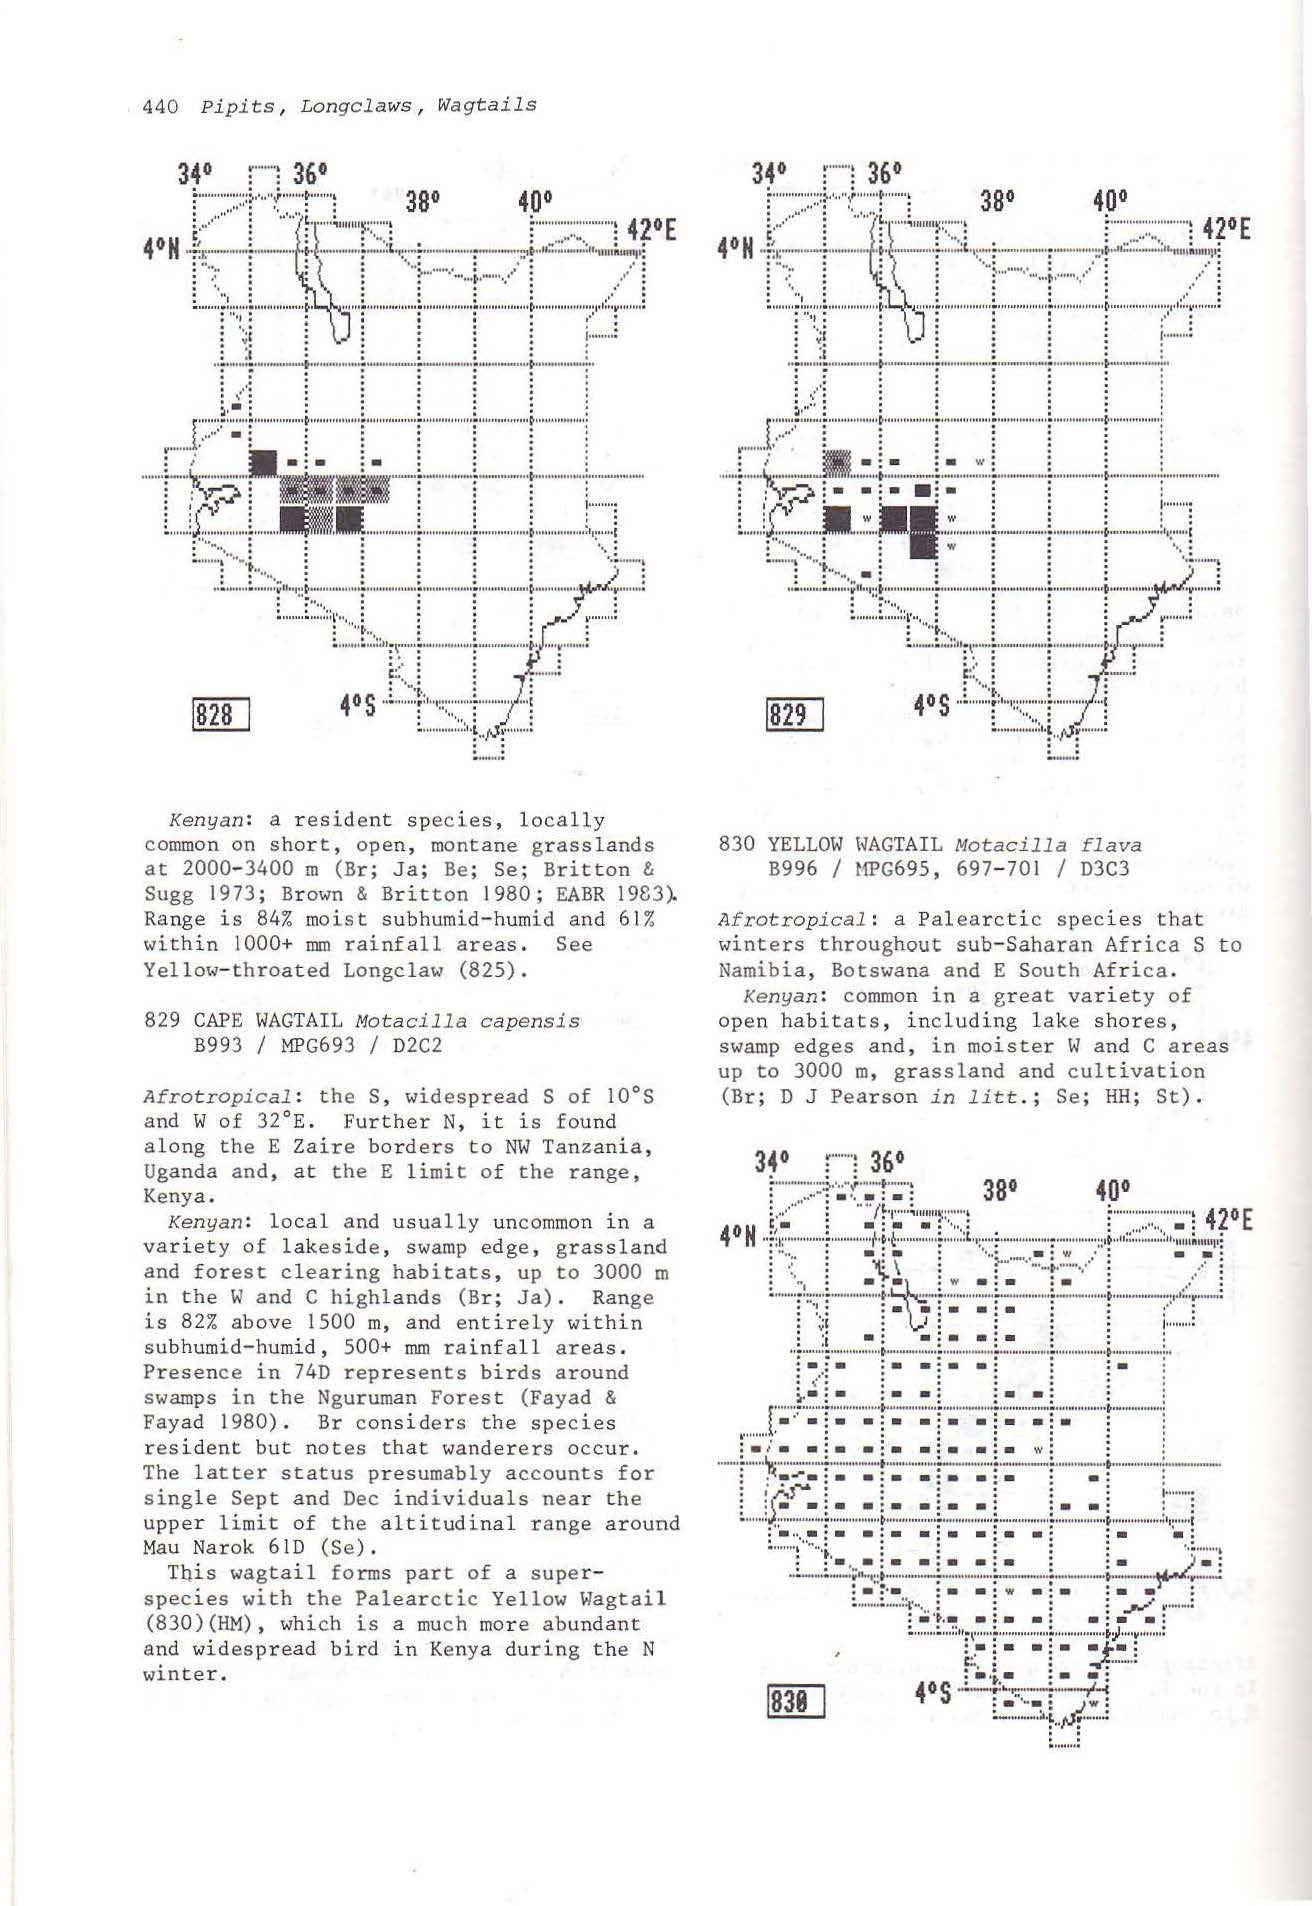 440 Pipits, Longclaws, Wagtails
34° 36°
38° 40°
42°E
4°N
4°S
828
34° 36°
38° 40°
42°E
4°N
w
w w
w
4°S
829
Kenyan: a resident species, locally
common on short, open, montane grasslands
at 2000-3400 m (Br; Ja; Be; Se; Britton &
Sugg 1973; Brown & Britton 1980; EABR 1983).
Range is 84% moist subhumid-humid and 61%
within 1000+ mm rainfall areas. See
Yellow-throated Longclaw (825).
829 CAPE WAGTAIL Motacilla capensis
B993 / MPG693 / D2C2
Afrotropical: the S, widespread S of 10°S
and W of 32°E. Further N, it is found
along the E Zaire borders to NW Tanzania,
Uganda and, at the E limit of the range,
Kenya.
Kenyan: local and usually uncommon in a
variety of lakeside, swamp edge, grassland
and forest clearing habitats, up to 3000 m
in the W and C highlands (Br; Ja). Range
is 82% above 1500 m, and entirely within
subhumid-humid, 500+ mm rainfall areas.
Presence in 74D represents birds around
swamps in the Nguruman Forest (Fayad &
Fayad 1980). Br considers the species
resident but notes that wanderers occur.
The latter status presumably accounts for
single Sept and Dec individuals near the
upper limit of the altitudinal range around
Mau Narok 61D (Se).
This wagtail forms part of a super-
species with the Palearctic Yellow Wagtail
(830)(HM), which is a much more abundant
and widespread bird in Kenya during the N
winter.
830 YELLOW WAGTAIL Motacilla flava
B996 / MPG695, 697-701 / D3C3
Afrotropical: a Palearctic species that
winters throughout sub-Saharan Africa S to
Namibia, Botswana and E South Africa.
Kenyan: common in a great variety of
open habitats, including lake shores,
swamp edges and, in moister W and C areas
up to 3000 m, grassland and cultivation
(Br; D J Pearson in litt.; Se; HH; St).
34° 36°
38° 40°
42°E
4°N
w
w
w
w
w
4°S
830